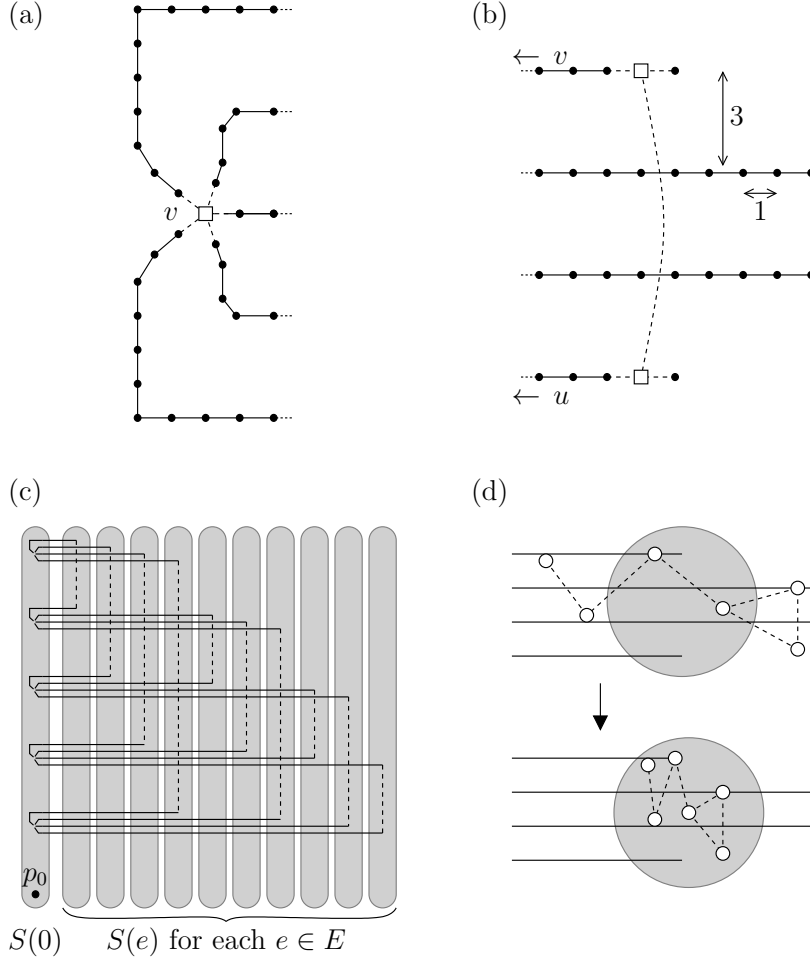 (a)
v
(b)
← v
3
1
← u
(c)
p₀
S(0) S(e) for each e ∈ E
(d)